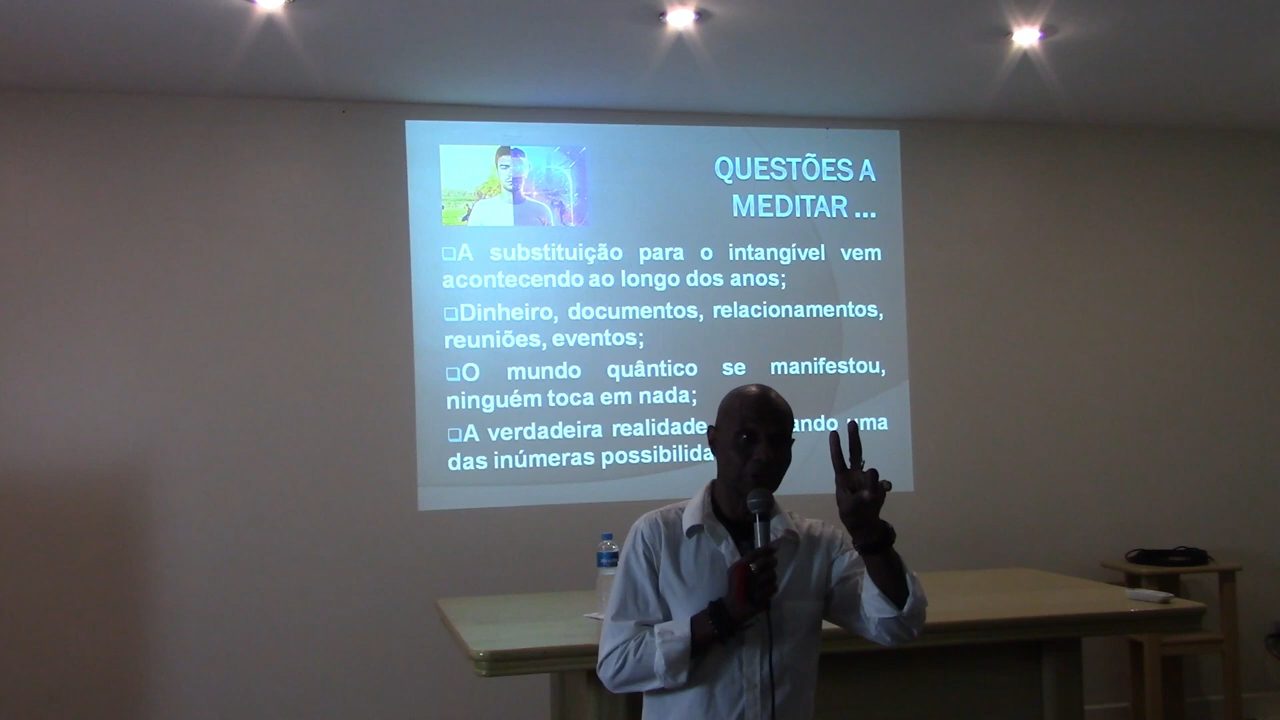 QUESTÕES A
MEDITAR ...
❑A substituição para o intangível vem
acontecendo ao longo dos anos;
❑Dinheiro, documentos, relacionamentos,
reuniões, eventos;
❑O mundo quântico se manifestou,
ninguém toca em nada;
❑A verdadeira realidade uma
das inúmeras